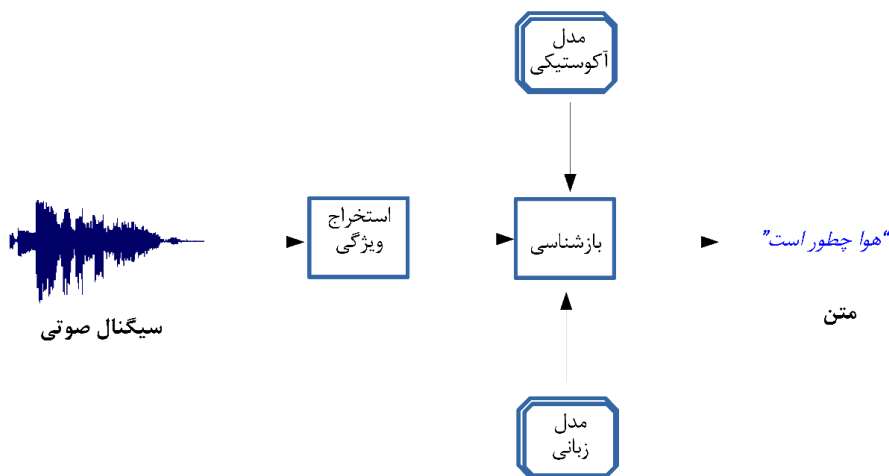 مدل
آکوستیکی
استخراج
ویژگی
بازشناسی
“هوا چطور است”
سیگنال صوتی
متن
مدل
زبانی